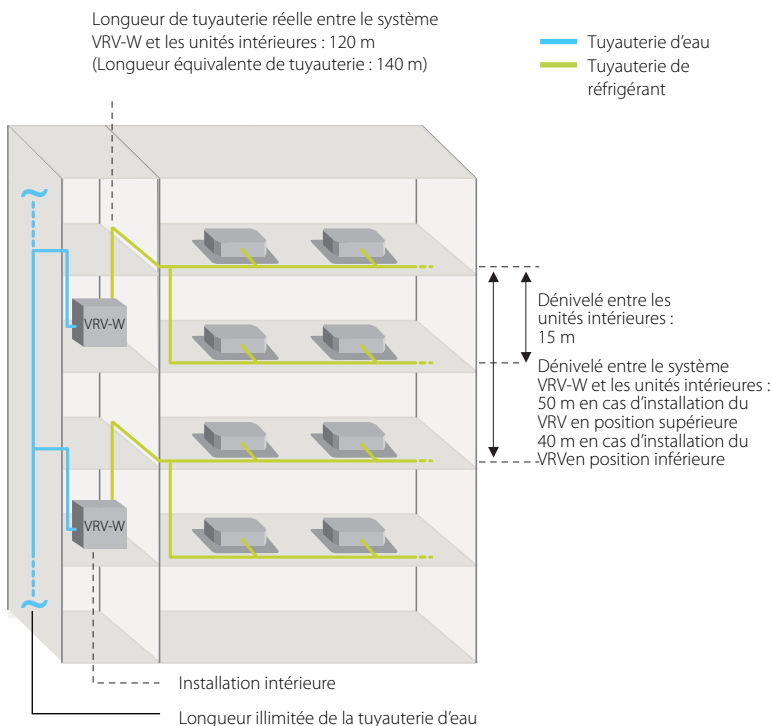 Longueur de tuyauterie réelle entre le système
VRV-W et les unités intérieures : 120 m
(Longueur équivalente de tuyauterie : 140 m)
Tuyauterie d'eau
Tuyauterie de
réfrigérant
VRV-W
Dénivelé entre les
unités intérieures :
15 m
Dénivelé entre le système
VRV-W et les unités intérieures :
50 m en cas d'installation du
VRV en position supérieure
40 m en cas d'installation du
VRVen position inférieure
VRV-W
Installation intérieure
Longueur illimitée de la tuyauterie d'eau